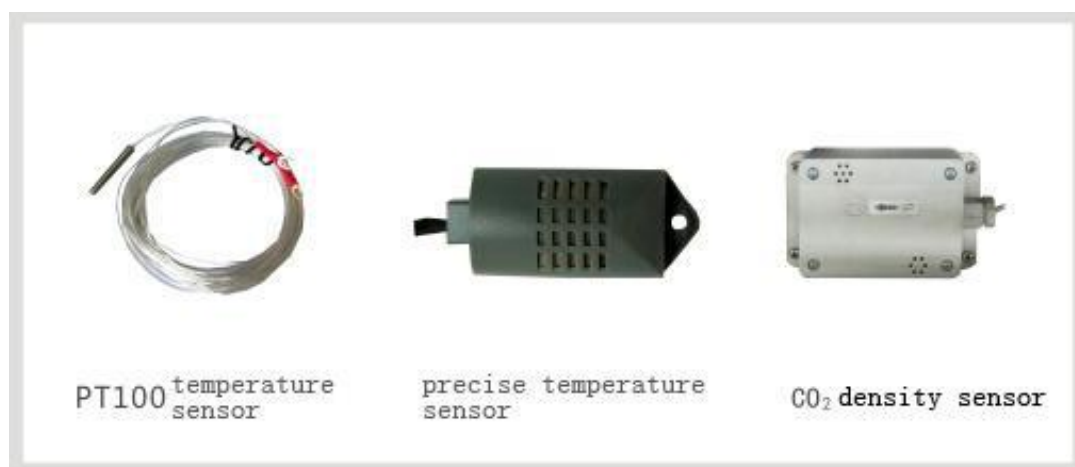 PT100 temperature
sensor
precise temperature
sensor
CO₂ density sensor